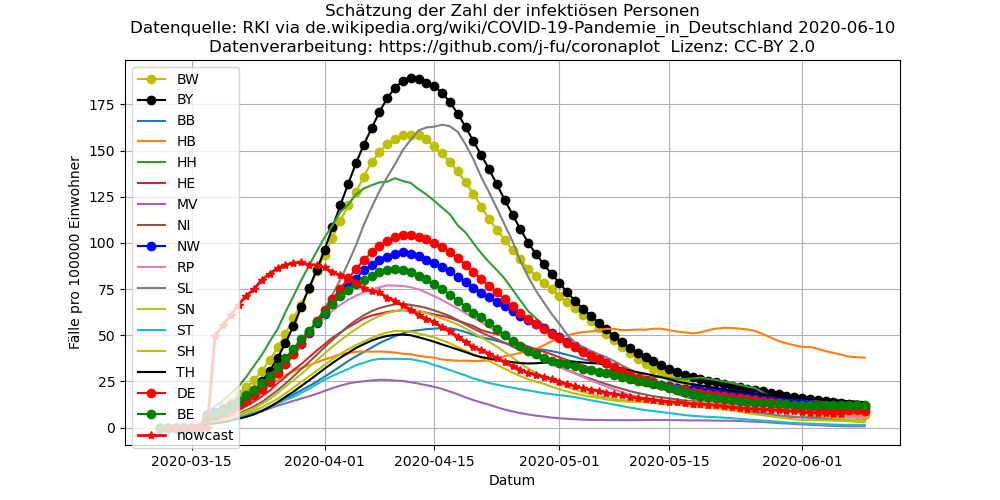 Schätzung der Zahl der infektiösen Personen
Datenquelle: RKI via de.wikipedia.org/wiki/COVID-19-Pandemie_in_Deutschland 2020-06-10
Datenverarbeitung: https://github.com/j-fu/coronaplot  Lizenz: CC-BY 2.0
Fälle pro 100000 Einwohner
175
150
125
100
75
50
25
0
BW
BY
BB
HB
HH
HE
MV
NI
NW
RP
SL
SN
ST
SH
TH
DE
BE
nowcast
2020-03-15
2020-04-01
2020-04-15
2020-05-01
2020-05-15
2020-06-01
Datum